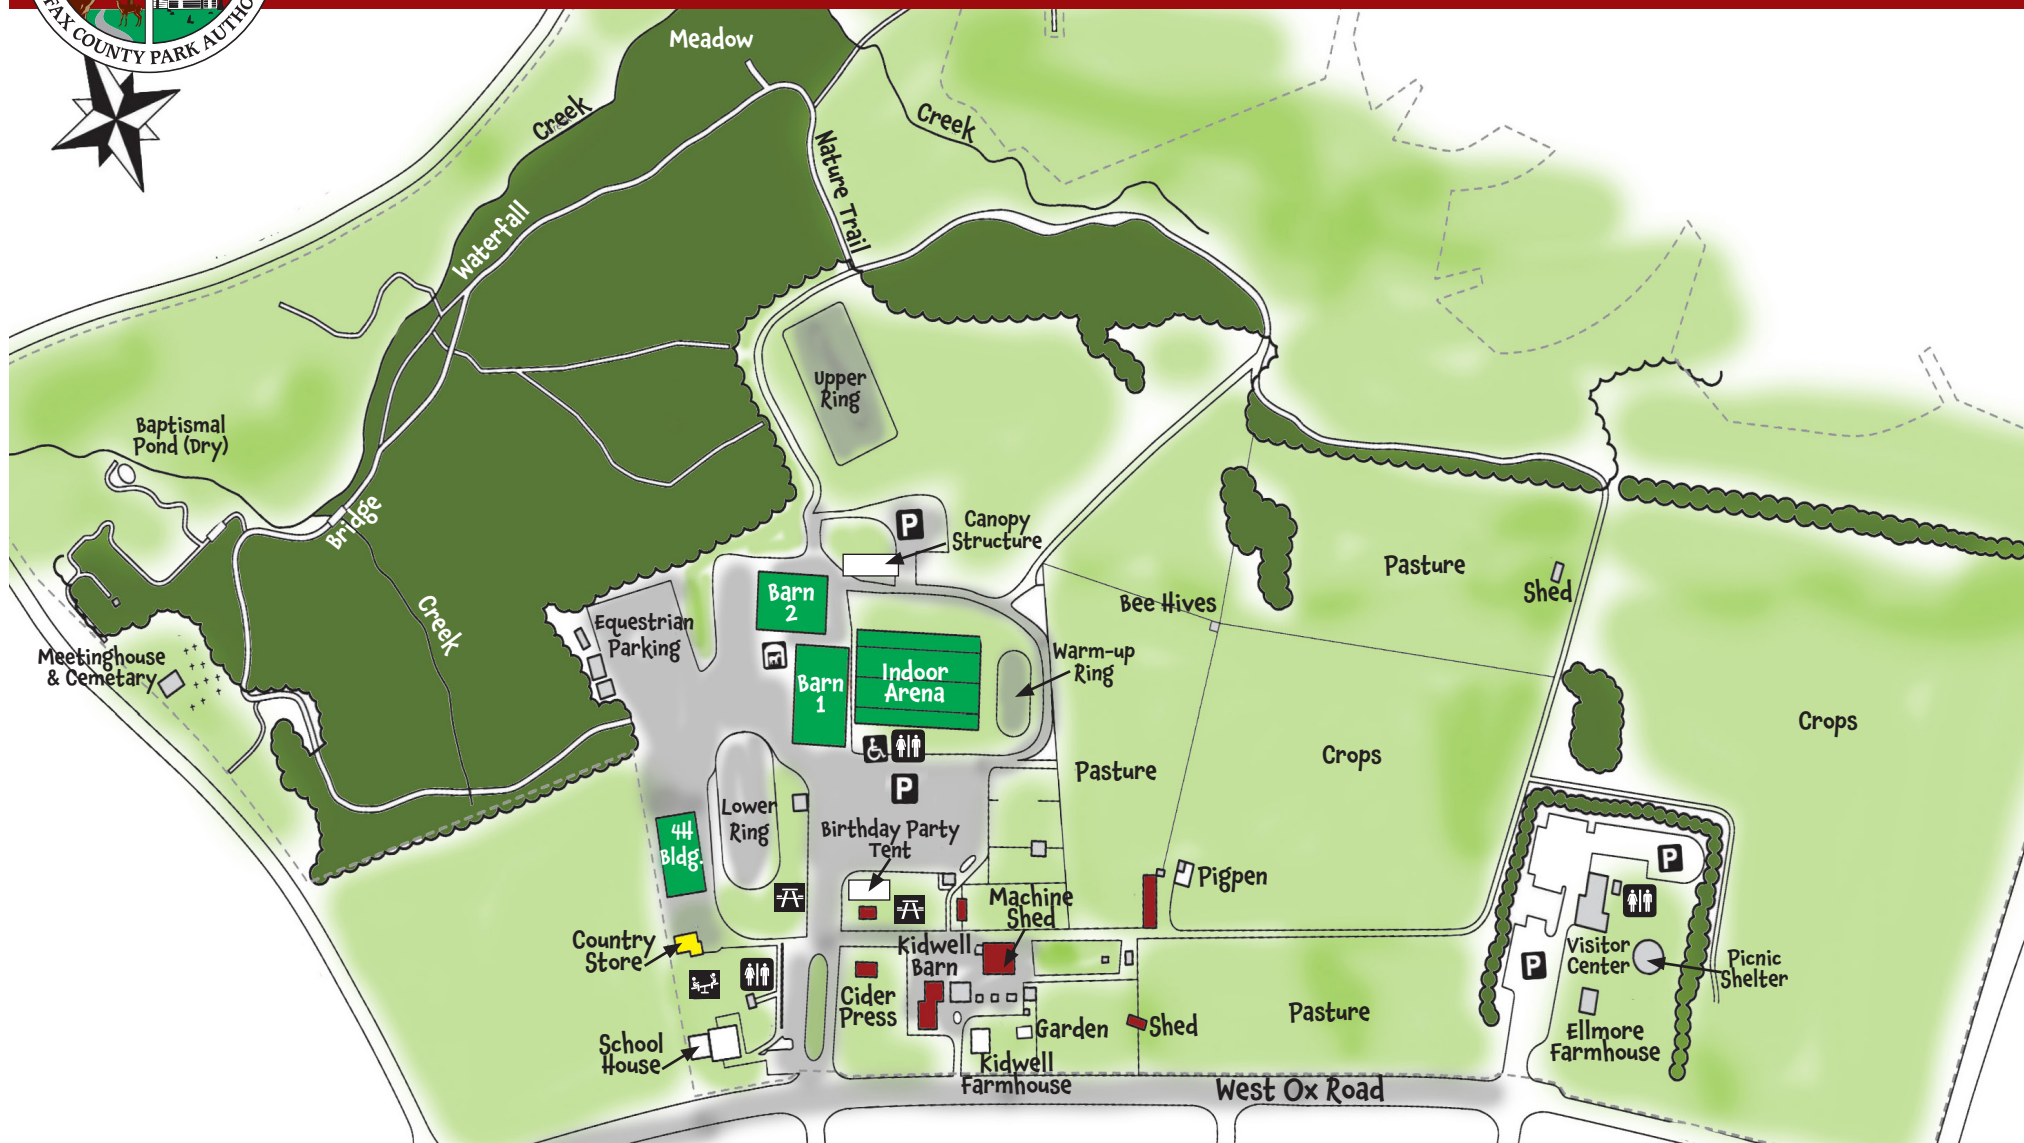 FAX COUNTY PARK AUTHO
Meadow
Creek
Creek
Nature Trail
Waterfall
Upper
Ring
Baptismal
Pond (Dry)
Bridge
P
Canopy
Structure
Pasture
Shed
Barn
2
Bee Hives
Creek
Equestrian
Parking
Meetinghouse
& Cemetary
Barn
1
Indoor
Arena
Warm-up
Ring
Crops
Crops
Pasture
P
Lower
Ring
4H
Bldg.
Birthday Party
Tent
P
Pigpen
Machine
Shed
Country
Store
Kidwell
Barn
Visitor
Center
P
Picnic
Shelter
Cider
Press
Pasture
Garden
Shed
School
House
Ellmore
Farmhouse
Kidwell
Farmhouse
West Ox Road